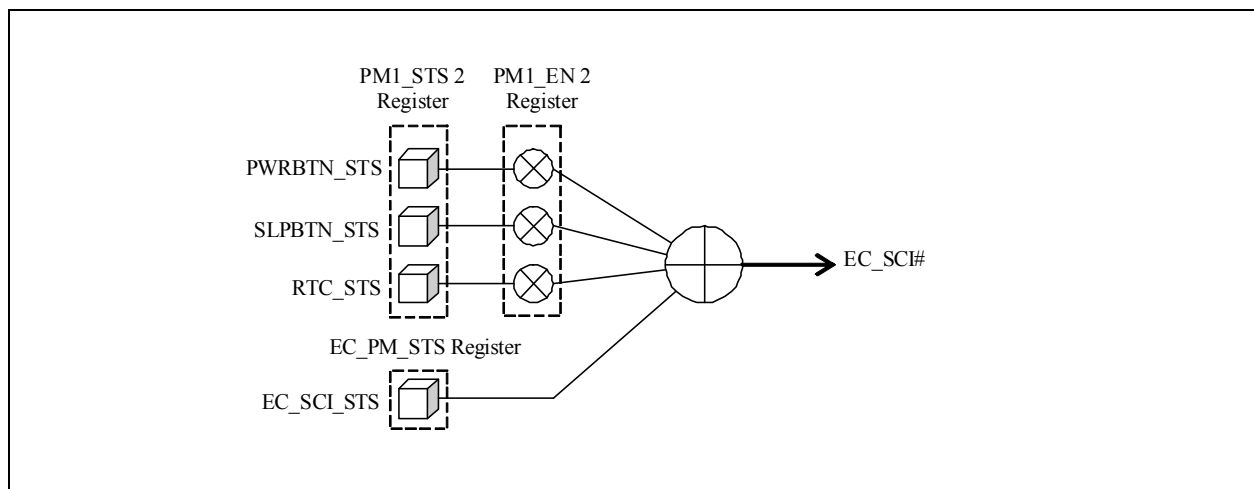 PM1_STS 2
Register
PM1_EN 2
Register
PWRBTN_STS
SLPBTN_STS
RTC_STS
EC_SCI#
EC_PM_STS Register
EC_SCI_STS